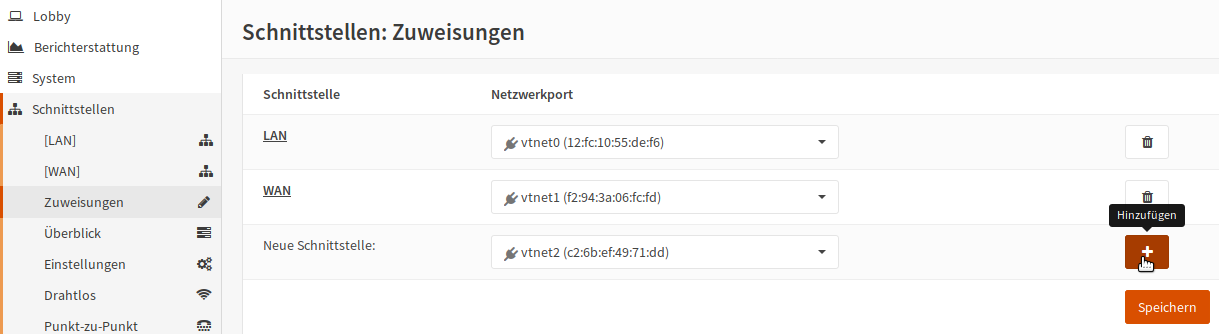 Lobby
Berichterstattung
System
Schnittstellen
[LAN]
[WAN]
Zuweisungen
Überblick
Einstellungen
Drahtlos
Punkt-zu-Punkt
Schnittstellen: Zuweisungen
Schnittstelle Netzwerkport
LAN vtnet0 (12:fc:10:55:de:f6)
WAN vtnet1 (f2:94:3a:06:fc:fd)
Hinzufügen
Neue Schnittstelle: vtnet2 (c2:6b:ef:49:71:dd)
Speichern